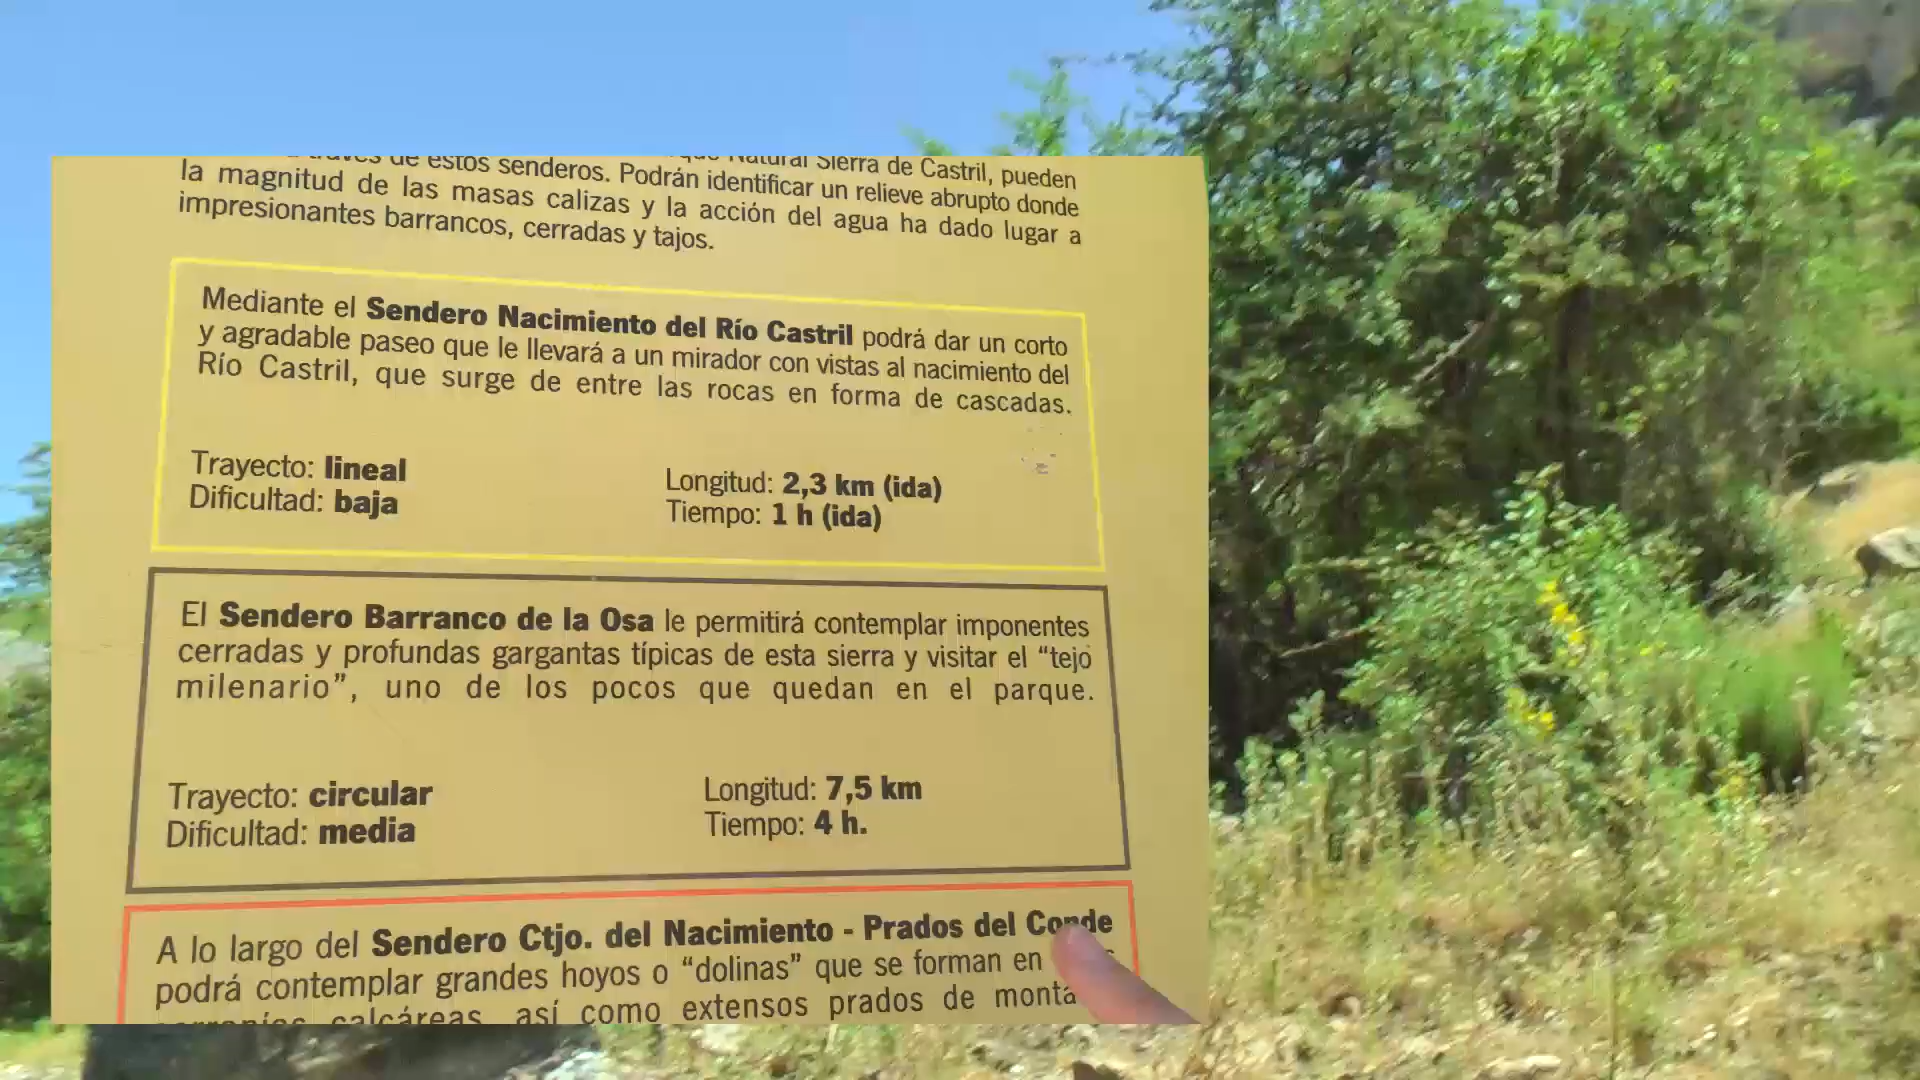 de estos senderos. Podrán identificar un relieve abrupto donde
Natural Sierra de Castril, pueden
la magnitud de las masas calizas y la acción del agua ha dado lugar a
impresionantes barrancos, cerradas y tajos.
Mediante el Sendero Nacimiento del Río Castril podrá dar un corto
y agradable paseo que le llevará a un mirador con vistas al nacimiento del
Río Castril, que surge de entre las rocas en forma de cascadas.
Trayecto: lineal
Dificultad: baja
Longitud: 2,3 km (ida)
Tiempo: 1 h (ida)
El Sendero Barranco de la Osa le permitirá contemplar imponentes
cerradas y profundas gargantas típicas de esta sierra y visitar el “tejo
milenario”, uno de los pocos que quedan en el parque.
Trayecto: circular
Dificultad: media
Longitud: 7,5 km
Tiempo: 4 h.
A lo largo del Sendero Ctjo. del Nacimiento - Prados del Conde
podrá contemplar grandes hoyos o “dolinas” que se forman en
calcáreas, así como extensos prados de